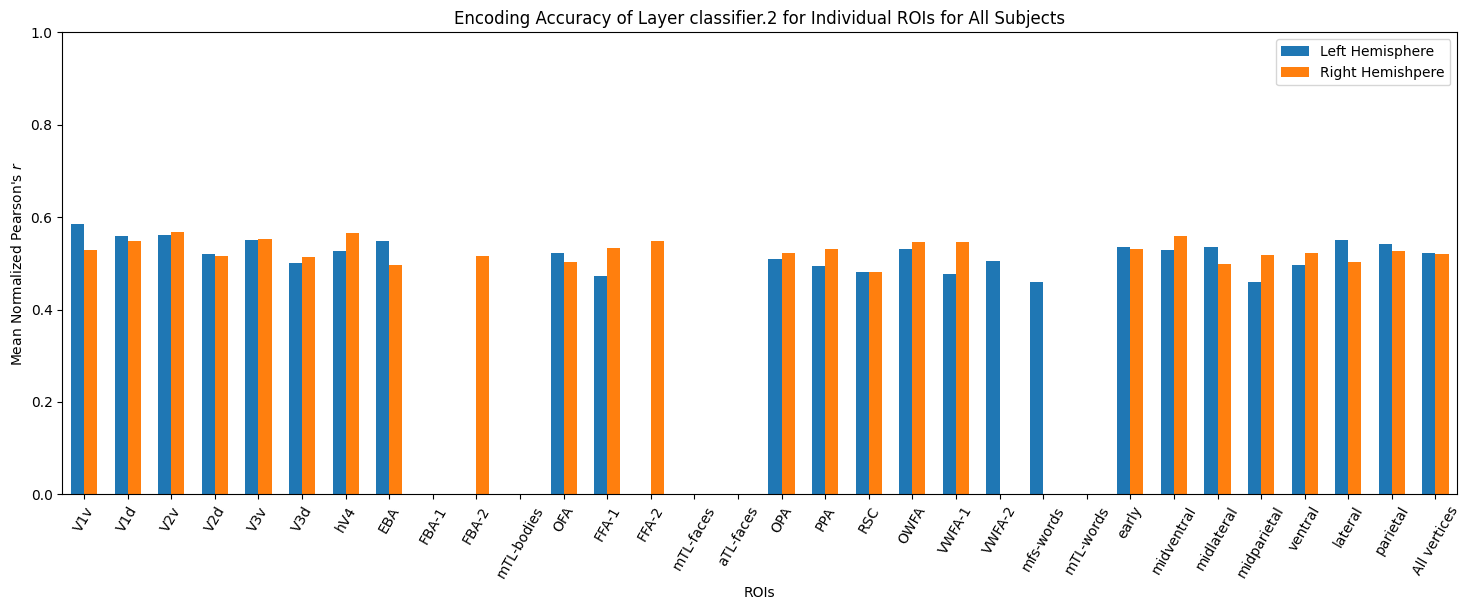 Encoding Accuracy of Layer classifier.2 for Individual ROIs for All Subjects
Left Hemisphere
Right Hemishpere
Mean Normalized Pearson's r
1.0
0.8
0.6
0.4
0.2
0.0
V1v
V1d
V2v
V2d
V3v
V3d
hV4
EBA
FBA-1
FBA-2
mTL-bodies
OFA
FFA-1
FFA-2
mTL-faces
aTL-faces
OPA
PPA
RSC
OWFA
VWFA-1
VWFA-2
mfs-words
mTL-words
early
midventral
midlateral
midparietal
ventral
lateral
parietal
All vertices
ROIs